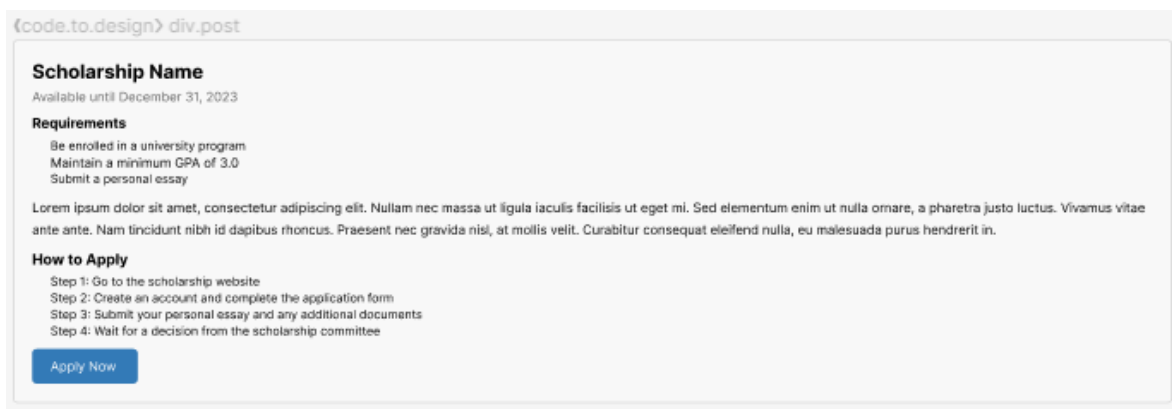 <code.to.design> div.post
Scholarship Name
Available until December 31, 2023
Requirements
Be enrolled in a university program
Maintain a minimum GPA of 3.0
Submit a personal essay
Lorem ipsum dolor sit amet, consectetur adipiscing elit. Nullam nec massa ut ligula iaculis facilisis ut eget mi. Sed elementum enim ut nulla ornare, a pharetra justo luctus. Vivamus vitae
ante ante. Nam tincidunt nibh id dapibus rhoncus. Praesent nec gravida nisl, at mollis velit. Curabitur consequat eleifend nulla, eu malesuada purus hendrerit in.
How to Apply
Step 1: Go to the scholarship website
Step 2: Create an account and complete the application form
Step 3: Submit your personal essay and any additional documents
Step 4: Wait for a decision from the scholarship committee
Apply Now